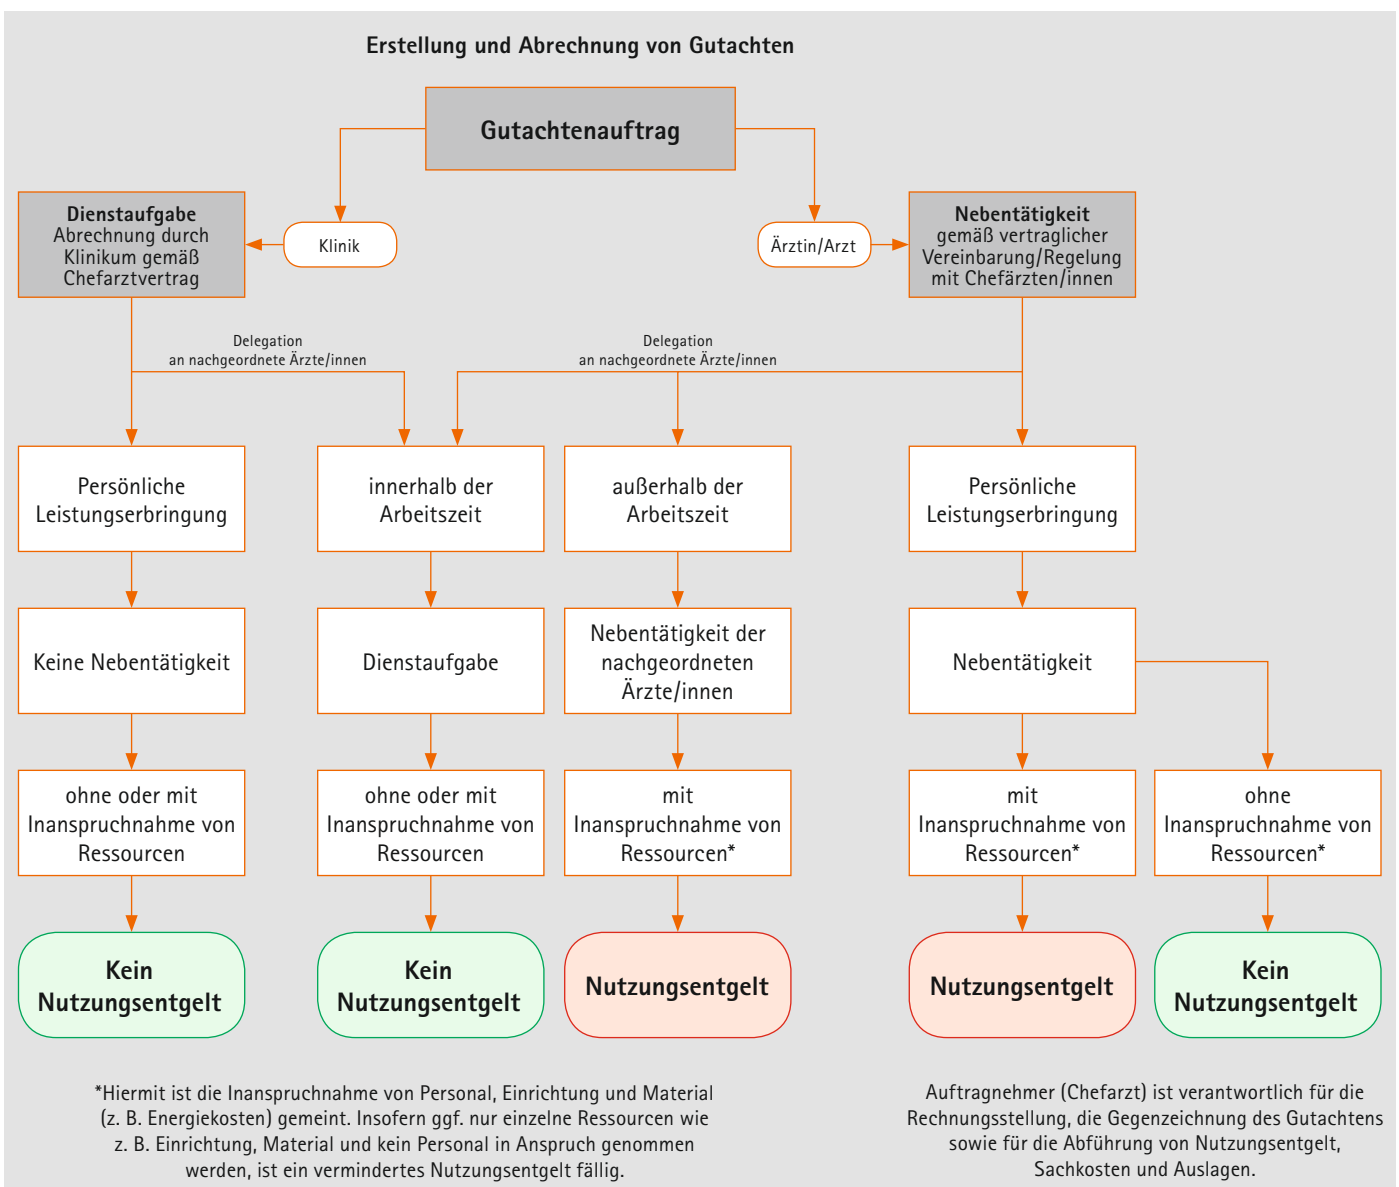 Erstellung und Abrechnung von Gutachten
Gutachtenauftrag
Dienstaufgabe
Abrechnung durch
Klinikum gemäß
Chefarztvertrag
Klinik
Ärztin/Arzt
Nebentätigkeit
gemäß vertraglicher
Vereinbarung/Regelung
mit Chefärzten/innen
Delegation
an nachgeordnete Ärzte/innen
Delegation
an nachgeordnete Ärzte/innen
Persönliche
Leistungserbringung
innerhalb der
Arbeitszeit
außerhalb der
Arbeitszeit
Persönliche
Leistungserbringung
Keine Nebentätigkeit
Dienstaufgabe
Nebentätigkeit der
nachgeordneten
Ärzte/innen
Nebentätigkeit
ohne oder mit
Inanspruchnahme von
Ressourcen
ohne oder mit
Inanspruchnahme von
Ressourcen
mit
Inanspruchnahme von
Ressourcen*
mit
Inanspruchnahme von
Ressourcen*
ohne
Inanspruchnahme von
Ressourcen*
Kein
Nutzungsentgelt
Kein
Nutzungsentgelt
Nutzungsentgelt
Nutzungsentgelt
Kein
Nutzungsentgelt
*Hiermit ist die Inanspruchnahme von Personal, Einrichtung und Material
(z. B. Energiekosten) gemeint. Insofern ggf. nur einzelne Ressourcen wie
z. B. Einrichtung, Material und kein Personal in Anspruch genommen
werden, ist ein vermindertes Nutzungsentgelt fällig.
Auftragnehmer (Chefarzt) ist verantwortlich für die
Rechnungsstellung, die Gegenzeichnung des Gutachtens
sowie für die Abführung von Nutzungsentgelt,
Sachkosten und Auslagen.